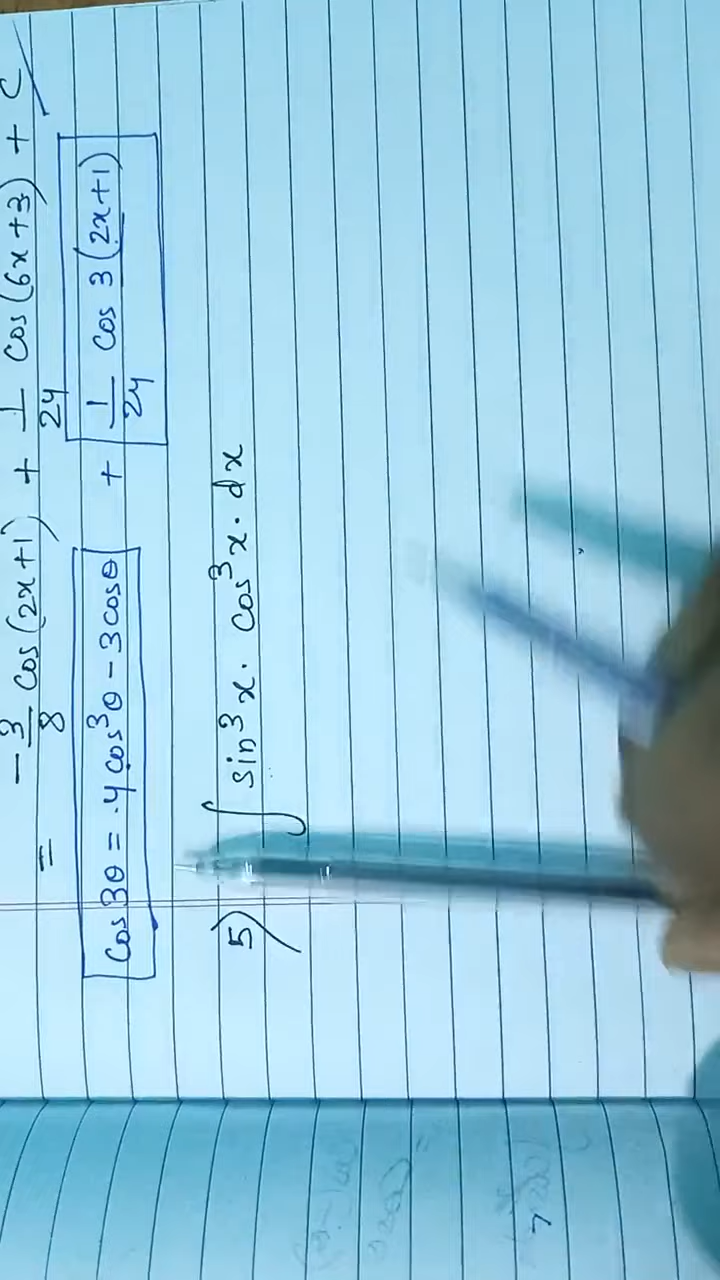 = -3/8 cos(2x+1) + 1/24 cos(6x+3) + C
cos3θ = 4cos³θ - 3cosθ + 1/24 cos 3(2x+1)
5) ∫ sin³x . cos³x . dx